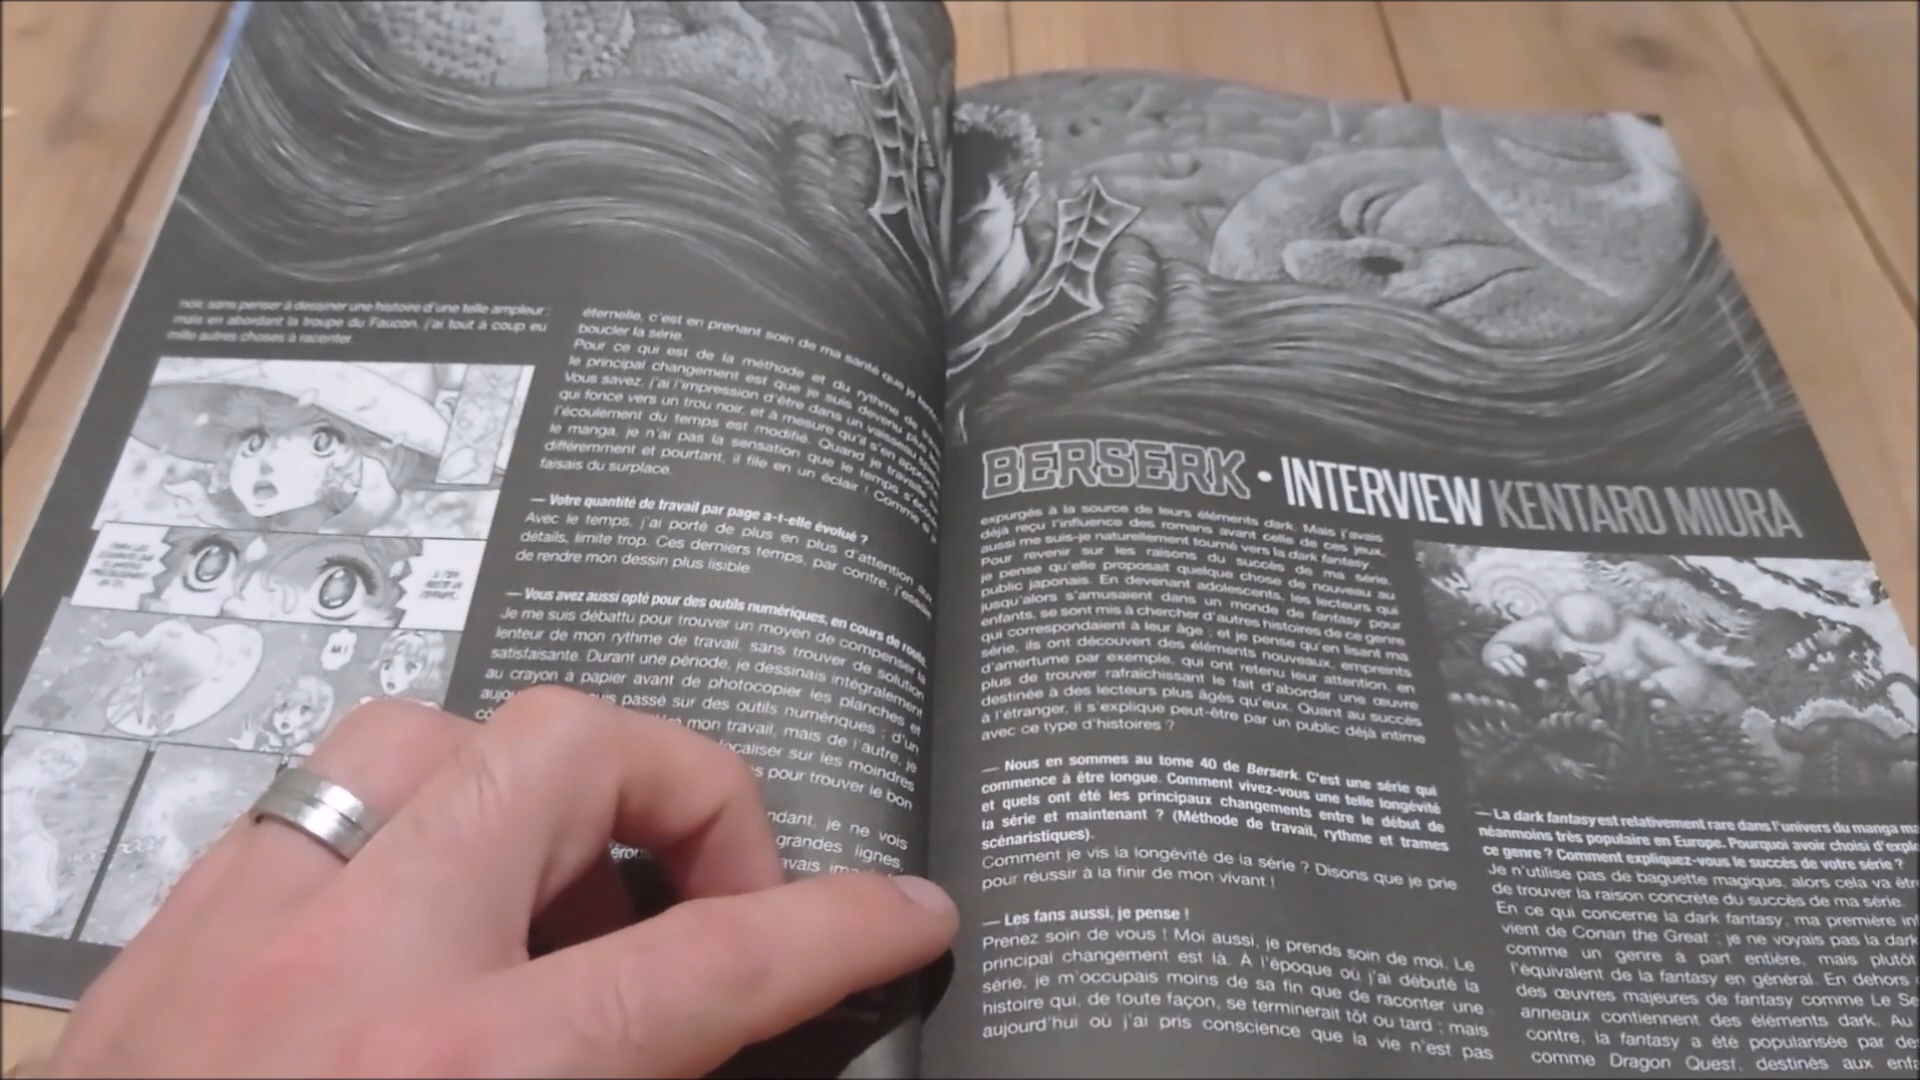 noir, sans penser à dessiner une histoire d'une telle ampleur ;
mais en abordant la troupe du Faucon, j'ai tout à coup eu
mille autres choses à raconter.
éternelle, c'est en prenant soin de ma santé que je
boucler la série.
Pour ce qui est de la méthode et du rythme de
le principal changement est que je suis devenu plus
Vous savez, j'ai l'impression d'être dans un vaisseau
qui fonce vers un trou noir, et à mesure qu'il s'en approche
l'écoulement du temps est modifié. Quand je travaille
le manga, je n'ai pas la sensation que le temps s'écoule
différemment et pourtant, il file en un éclair ! Comme si je
faisais du surplace.
— Votre quantité de travail par page a-t-elle évolué ?
Avec le temps, j'ai porté de plus en plus d'attention aux
détails, limite trop. Ces derniers temps, par contre, j'essaie
de rendre mon dessin plus lisible.
— Vous avez aussi opté pour des outils numériques, en cours de route.
Je me suis débattu pour trouver un moyen de compenser la
lenteur de mon rythme de travail, sans trouver de solution
satisfaisante. Durant une période, je dessinais intégralement
au crayon à papier avant de photocopier les planches et
suis passé sur des outils numériques ; d'un
mon travail, mais de l'autre, je
focaliser sur les moindres
pour trouver le bon
je ne vois
grandes lignes,
avais
BERSERK • INTERVIEW KENTARO MIURA
expurgés à la source de leurs éléments dark. Mais j'avais
déjà reçu l'influence des romans avant celle de ces jeux,
aussi me suis-je naturellement tourné vers la dark fantasy.
Pour revenir sur les raisons du succès de ma série,
je pense qu'elle proposait quelque chose de nouveau au
public japonais. En devenant adolescents, les lecteurs qui
jusqu'alors s'amusaient dans un monde de fantasy pour
enfants, se sont mis à chercher d'autres histoires de ce genre
qui correspondaient à leur âge ; et je pense qu'en lisant ma
série, ils ont découvert des éléments nouveaux, empreints
d'amertume par exemple, qui ont retenu leur attention, en
plus de trouver rafraîchissant le fait d'aborder une œuvre
destinée à des lecteurs plus âgés qu'eux. Quant au succès
à l'étranger, il s'explique peut-être par un public déjà intime
avec ce type d'histoires ?
— Nous en sommes au tome 40 de Berserk. C'est une série qui
commence à être longue. Comment vivez-vous une telle longévité
et quels ont été les principaux changements entre le début de
la série et maintenant ? (Méthode de travail, rythme et trames
scénaristiques).
Comment je vis la longévité de la série ? Disons que je prie
pour réussir à la finir de mon vivant !
— Les fans aussi, je pense !
Prenez soin de vous ! Moi aussi, je prends soin de moi. Le
principal changement est là. À l'époque où j'ai débuté la
série, je m'occupais moins de sa fin que de raconter une
histoire qui, de toute façon, se terminerait tôt ou tard ; mais
aujourd'hui où j'ai pris conscience que la vie n'est pas
— La dark fantasy est relativement rare dans l'univers du manga
néanmoins très populaire en Europe. Pourquoi avoir choisi
ce genre ? Comment expliquez-vous le succès de votre série ?
Je n'utilise pas de baguette magique, alors cela va
de trouver la raison concrète du succès de ma série.
En ce qui concerne la dark fantasy, ma première
vient de Conan the Great ; je ne voyais pas la dark
comme un genre à part entière, mais plutôt
l'équivalent de la fantasy en général. En dehors
des œuvres majeures de fantasy comme Le
anneaux contiennent des éléments dark. Au
contre, la fantasy a été popularisée par
comme Dragon Quest, destinés aux